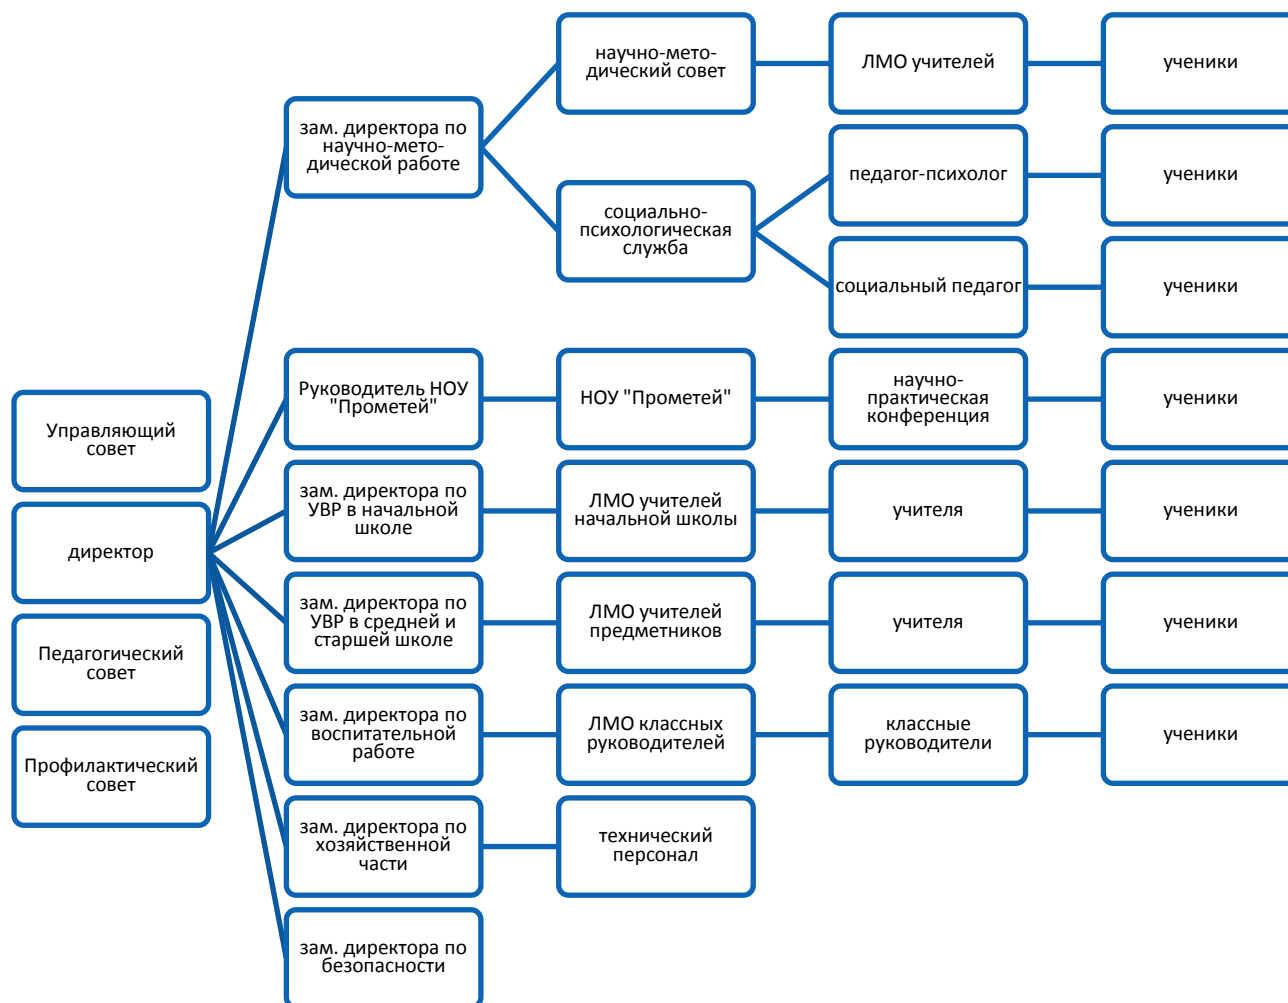 научно-мето-
дический совет
ЛМО учителей
ученики
зам. директора по
научно-мето-
дической работе
педагог-психолог
ученики
социально-
психологическая
служба
социальный педагог
ученики
Управляющий
совет
директор
Педагогический
совет
Профилактический
совет
Руководитель НОУ
"Прометей"
НОУ "Прометей"
научно-
практическая
конференция
ученики
зам. директора по
УВР в начальной
школе
ЛМО учителей
начальной школы
учителя
ученики
зам. директора по
УВР в средней и
старшей школе
ЛМО учителей
предметников
учителя
ученики
зам. директора по
воспитательной
работе
ЛМО классных
руководителей
классные
руководители
ученики
зам. директора по
хозяйственной
части
технический
персонал
зам. директора по
безопасности